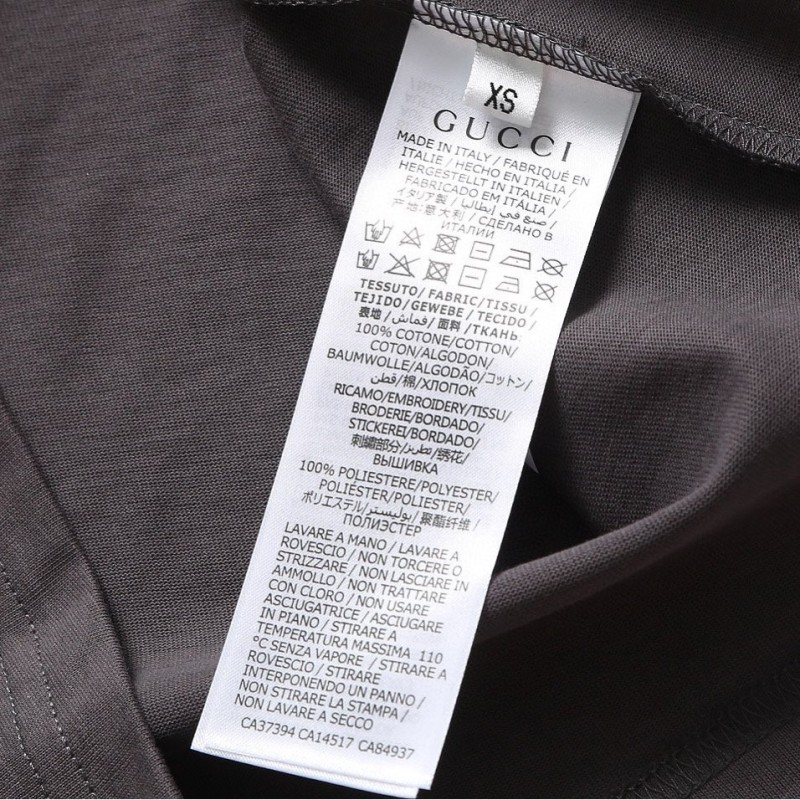 XS
GUCCI
MADE IN ITALY / FABRIQUÉ EN
ITALIE / HECHO EN ITALIA /
HERGESTELLT IN ITALIEN /
FABRICADO EM ITÁLIA /
イタリア製 / صنع في إيطاليا /
产地:意大利 / СДЕЛАНО В
ИТАЛИИ
TESSUTO/ FABRIC/TISSU/
TEJIDO/ GEWEBE / TECIDO /
表地 / قماش / 面料 / ТКАНЬ:
100% COTONE/COTTON/
COTON/ALGODON/
BAUMWOLLE/ALGODÃO/コットン/
قطن/棉/ХЛОПОК
RICAMO/EMBROIDERY/TISSU/
BRODERIE/BORDADO/
STICKEREI/BORDADO/
刺繍部分/تطريز/绣花/
ВЫШИВКА
100% POLIESTERE/POLYESTER/
POLIÉSTER/POLIESTER/
ポリエステル/بوليستر/聚酯纤维/
ПОЛИЭСТЕР
LAVARE A MANO / LAVARE A
ROVESCIO / NON TORCERE O
STRIZZARE / NON LASCIARE IN
AMMOLLO / NON TRATTARE
CON CLORO / NON USARE
ASCIUGATRICE / ASCIUGARE
IN PIANO / STIRARE A
TEMPERATURA MASSIMA 110
°C SENZA VAPORE / STIRARE A
ROVESCIO / STIRARE
INTERPONENDO UN PANNO /
NON STIRARE LA STAMPA /
NON LAVARE A SECCO
CA37394 CA14517 CA84937